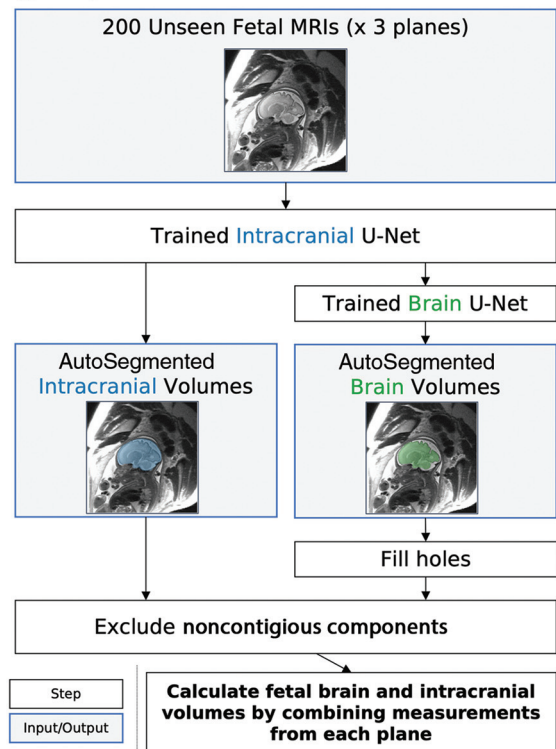 200 Unseen Fetal MRIs (x 3 planes)
Trained Intracranial U-Net
Trained Brain U-Net
AutoSegmented
Intracranial Volumes
AutoSegmented
Brain Volumes
Fill holes
Exclude noncontigious components
Step
Input/Output
Calculate fetal brain and intracranial
volumes by combining measurements
from each plane